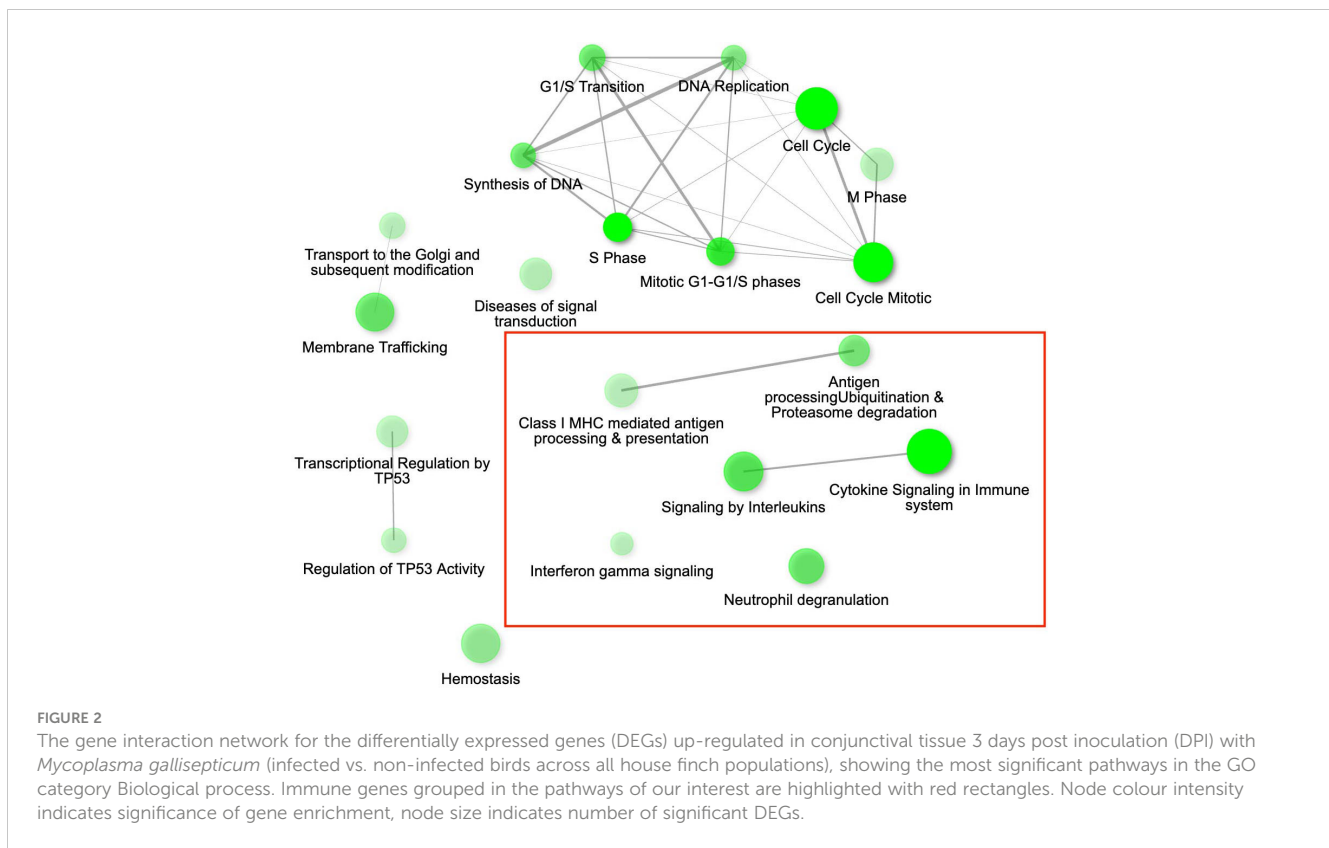 G1/S Transition
DNA Replication
Cell Cycle
M Phase
Synthesis of DNA
S Phase
Mitotic G1-G1/S phases
Cell Cycle Mitotic
Transport to the Golgi and
subsequent modification
Diseases of signal
transduction
Membrane Trafficking
Antigen
processingUbiquitination &
Proteasome degradation
Class I MHC mediated antigen
processing & presentation
Transcriptional Regulation by
TP53
Cytokine Signaling in Immune
system
Signaling by Interleukins
Regulation of TP53 Activity
Interferon gamma signaling
Neutrophil degranulation
Hemostasis
FIGURE 2
The gene interaction network for the differentially expressed genes (DEGs) up-regulated in conjunctival tissue 3 days post inoculation (DPI) with
Mycoplasma gallisepticum (infected vs. non-infected birds across all house finch populations), showing the most significant pathways in the GO
category Biological process. Immune genes grouped in the pathways of our interest are highlighted with red rectangles. Node colour intensity
indicates significance of gene enrichment, node size indicates number of significant DEGs.